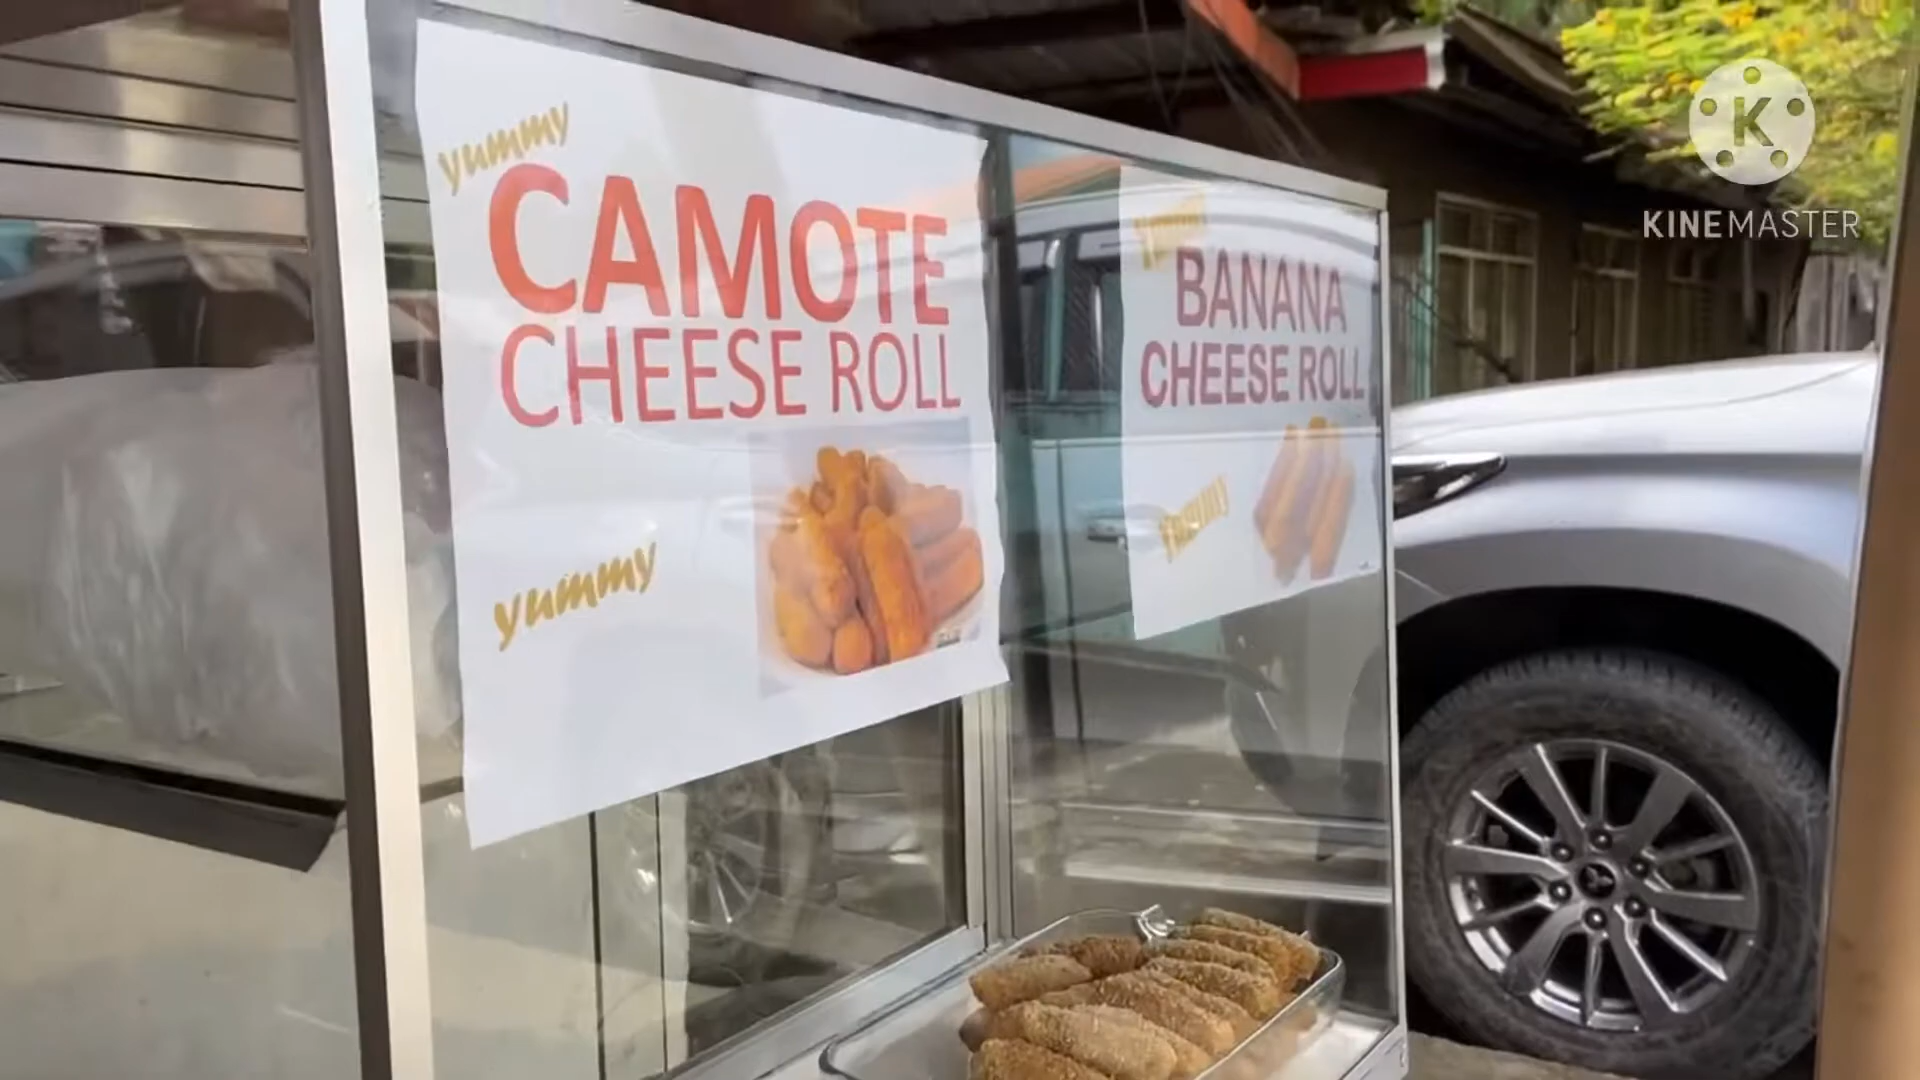 yummy
CAMOTE
CHEESE ROLL
yummy
BANANA
CHEESE ROLL
K
KINEMASTER